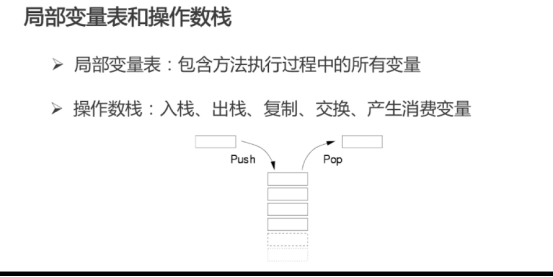 局部变量表和操作数栈
➢ 局部变量表：包含方法执行过程中的所有变量
➢ 操作数栈：入栈、出栈、复制、交换、产生消费变量
Push
Pop